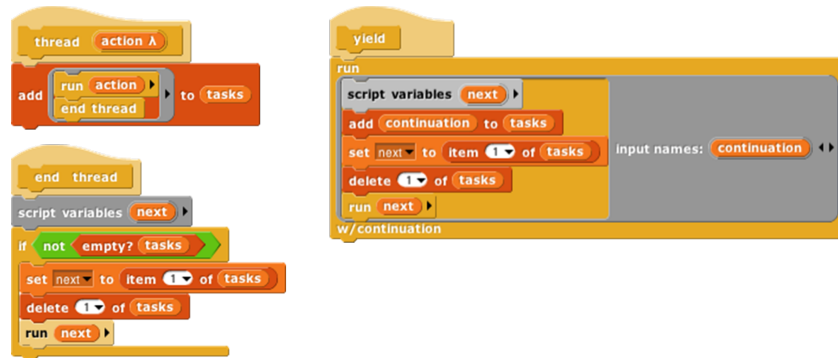 thread action λ
add run action to tasks
end thread
end thread
script variables next
if not empty? tasks
set next to item 1 of tasks
delete 1 of tasks
run next
yield
run
script variables next
add continuation to tasks
set next to item 1 of tasks
input names: continuation
delete 1 of tasks
run next
w/continuation